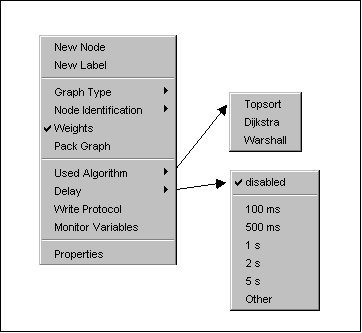 New Node
New Label
Graph Type
Node Identification
Weights
Pack Graph
Used Algorithm
Delay
Write Protocol
Monitor Variables
Properties
Topsort
Dijkstra
Warshall
disabled
100 ms
500 ms
1 s
2 s
5 s
Other